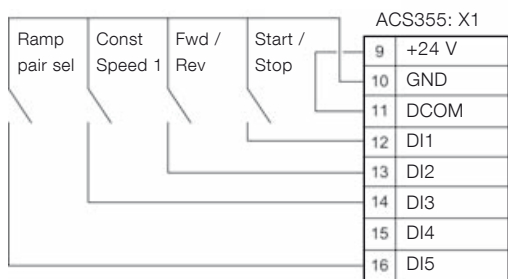 ACS355: X1
Ramp pair sel
Const Speed 1
Fwd / Rev
Start / Stop
9 +24 V
10 GND
11 DCOM
12 DI1
13 DI2
14 DI3
15 DI4
16 DI5